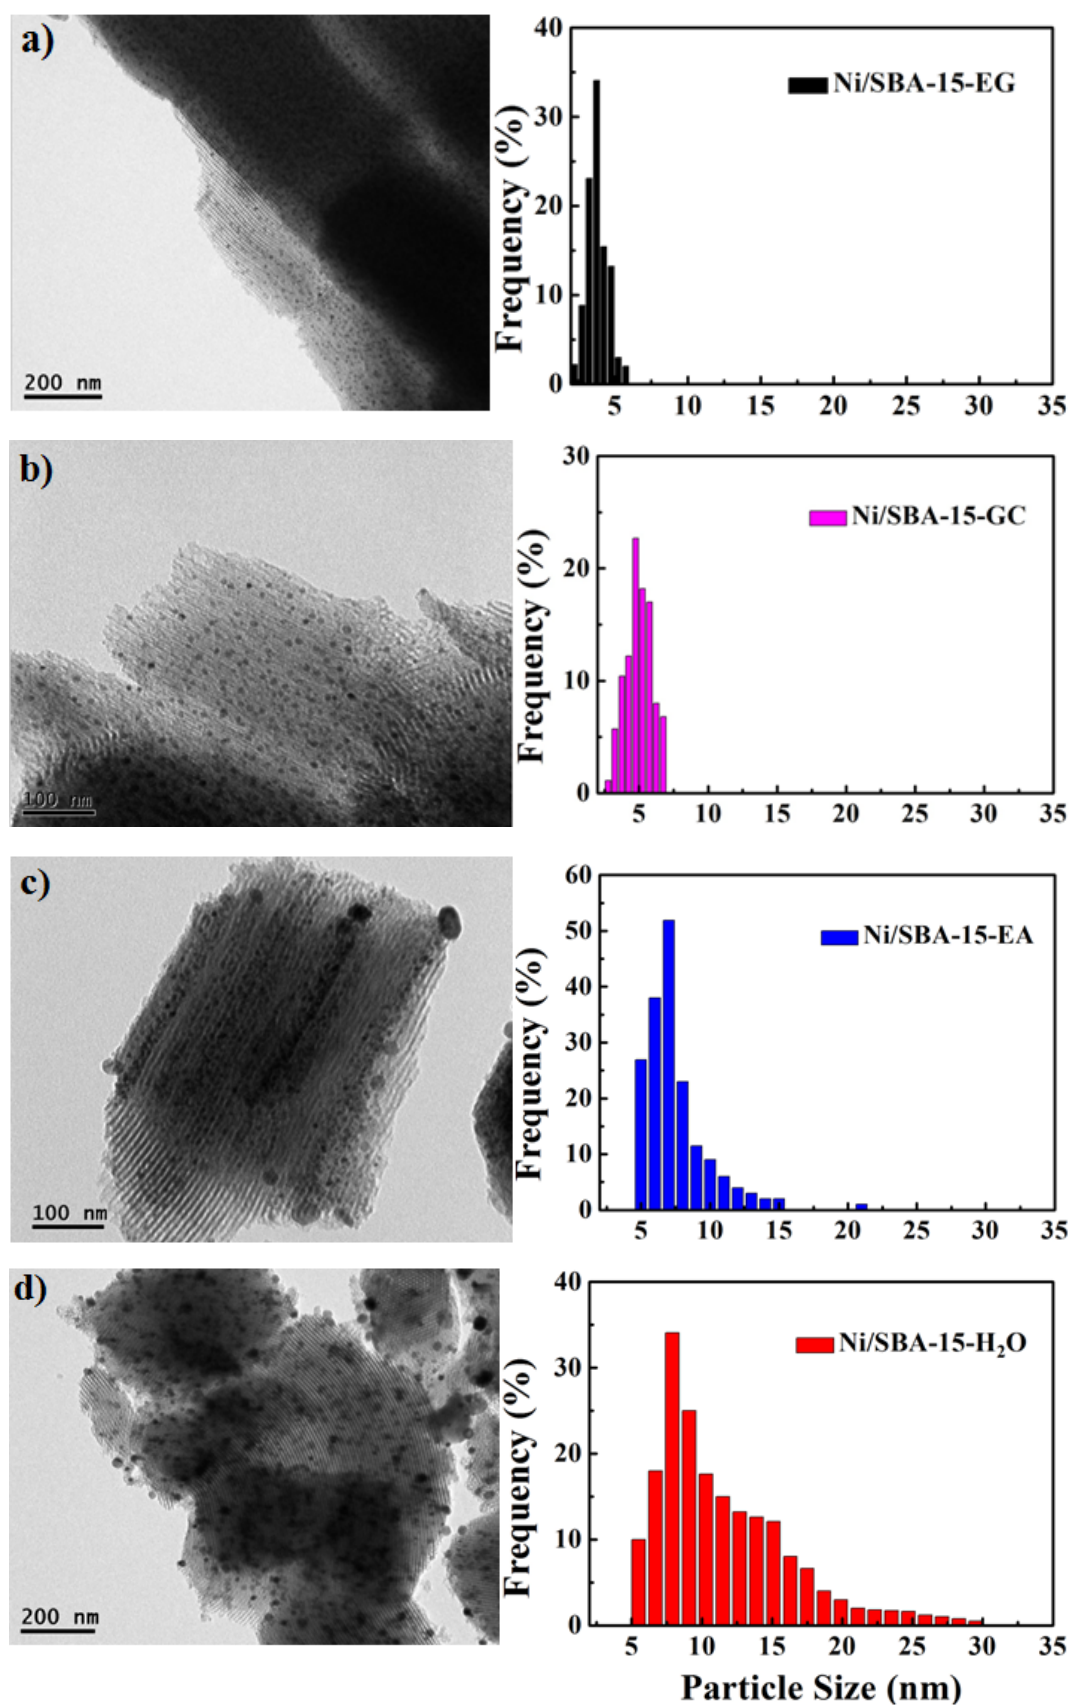 a)
200 nm
40
30
20
10
0
Frequency (%)
Ni/SBA-15-EG
5 10 15 20 25 30 35
b)
100 nm
30
20
10
0
Frequency (%)
Ni/SBA-15-GC
5 10 15 20 25 30 35
c)
100 nm
60
50
40
30
20
10
0
Frequency (%)
Ni/SBA-15-EA
5 10 15 20 25 30 35
d)
200 nm
40
30
20
10
0
Frequency (%)
Ni/SBA-15-H₂O
5 10 15 20 25 30 35
Particle Size (nm)